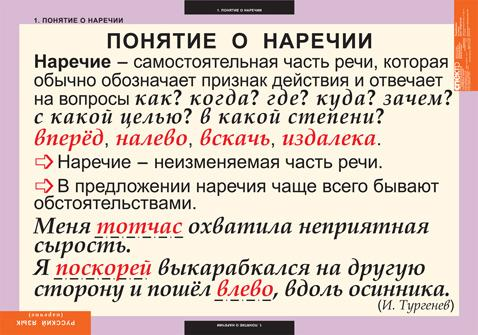 1. ПОНЯТИЕ О НАРЕЧИИ
1. ПОНЯТИЕ О НАРЕЧИИ
ПОНЯТИЕ О НАРЕЧИИ
Наречие – самостоятельная часть речи, которая
обычно обозначает признак действия и отвечает
на вопросы как? когда? где? куда? зачем?
с какой целью? в какой степени?
вперёд, налево, вскачь, издалека.
Наречие – неизменяемая часть речи.
В предложении наречия чаще всего бывают
обстоятельствами.
Меня тотчас охватила неприятная
сырость.
Я поскорей выкарабкался на другую
сторону и пошёл влево, вдоль осинника.
(И. Тургенев)
РУССКИЙ ЯЗЫК
(наречие)
1. ПОНЯТИЕ О НАРЕЧИИ
спектр